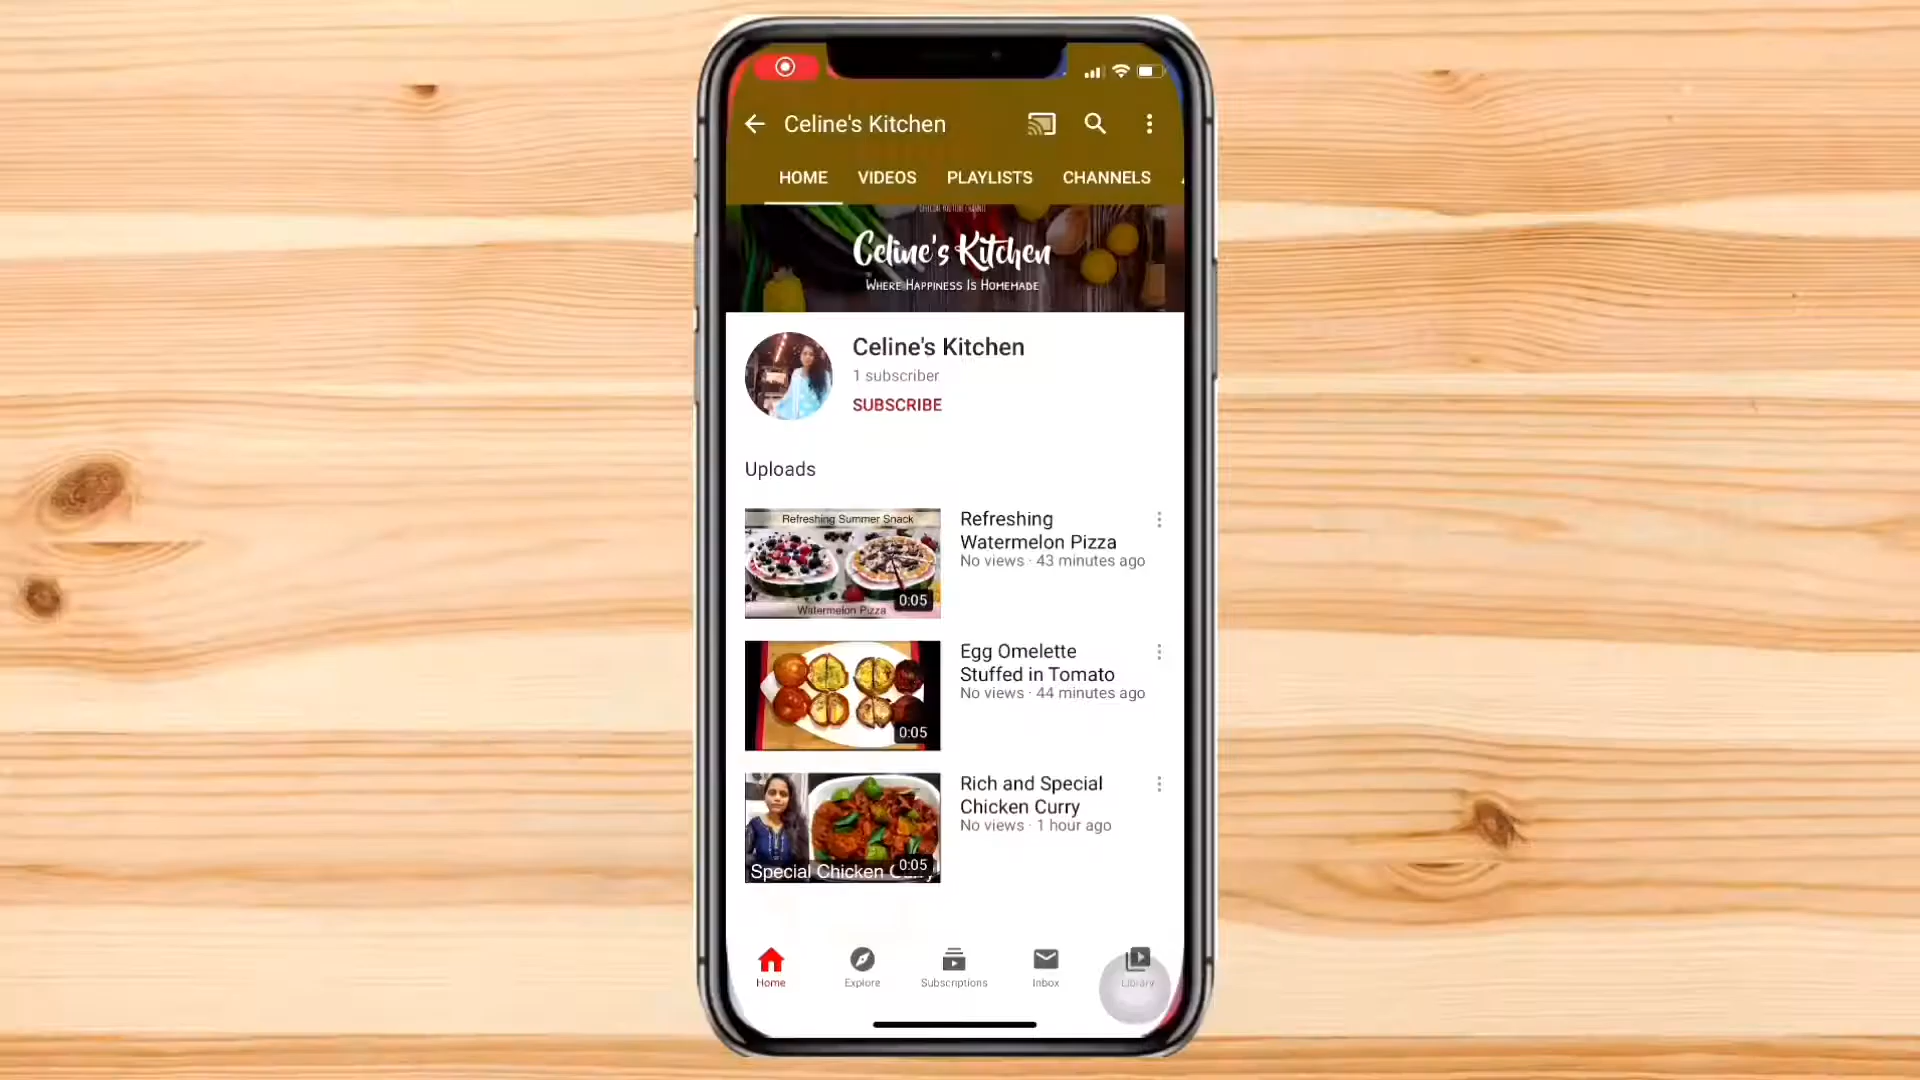 Celine's Kitchen
HOME VIDEOS PLAYLISTS CHANNELS
OFFICIAL YOUTUBE CHANNEL
Celine's Kitchen
WHERE HAPPINESS IS HOMEMADE
Celine's Kitchen
1 subscriber
SUBSCRIBE
Uploads
Refreshing Summer Snack
Watermelon Pizza
0:05
Refreshing
Watermelon Pizza
No views · 43 minutes ago
0:05
Egg Omelette
Stuffed in Tomato
No views · 44 minutes ago
Special Chicken
0:05
Rich and Special
Chicken Curry
No views · 1 hour ago
Home Explore Subscriptions Inbox Library